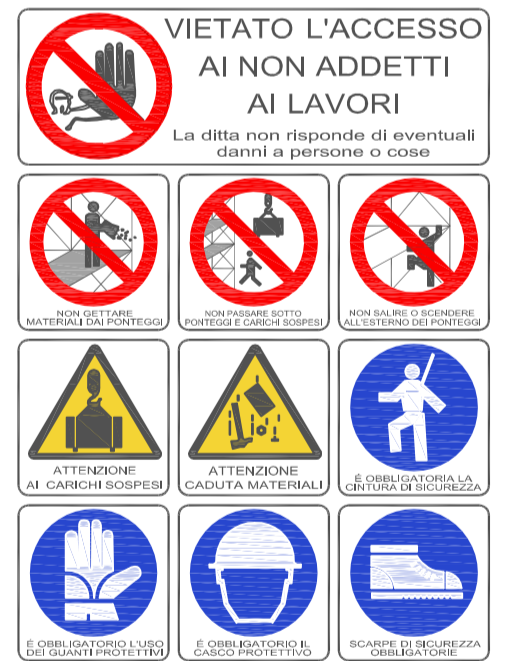 VIETATO L'ACCESSO
AI NON ADDETTI
AI LAVORI
La ditta non risponde di eventuali
danni a persone o cose
NON GETTARE
MATERIALI DAI PONTEGGI
NON PASSARE SOTTO
PONTEGGI E CARICHI SOSPESI
NON SALIRE O SCENDERE
ALL'ESTERNO DEI PONTEGGI
ATTENZIONE
AI CARICHI SOSPESI
ATTENZIONE
CADUTA MATERIALI
É OBBLIGATORIA LA
CINTURA DI SICUREZZA
É OBBLIGATORIO L'USO
DEI GUANTI PROTETTIVI
É OBBLIGATORIO IL
CASCO PROTETTIVO
SCARPE DI SICUREZZA
OBBLIGATORIE